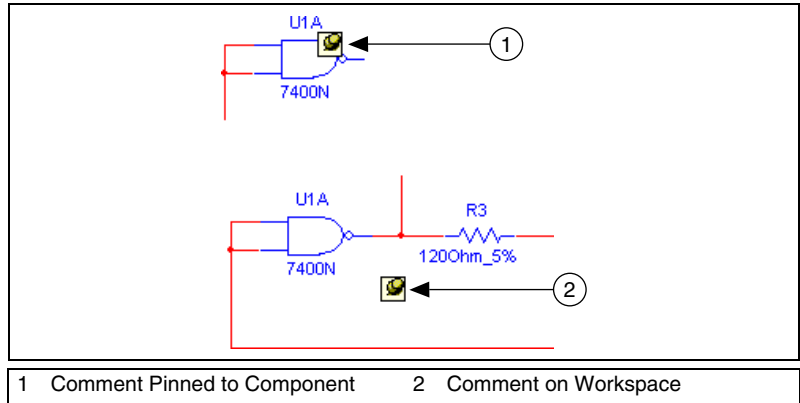 U1A
1
7400N
U1A
R3
7400N
120Ohm_5%
2
1 Comment Pinned to Component 2 Comment on Workspace